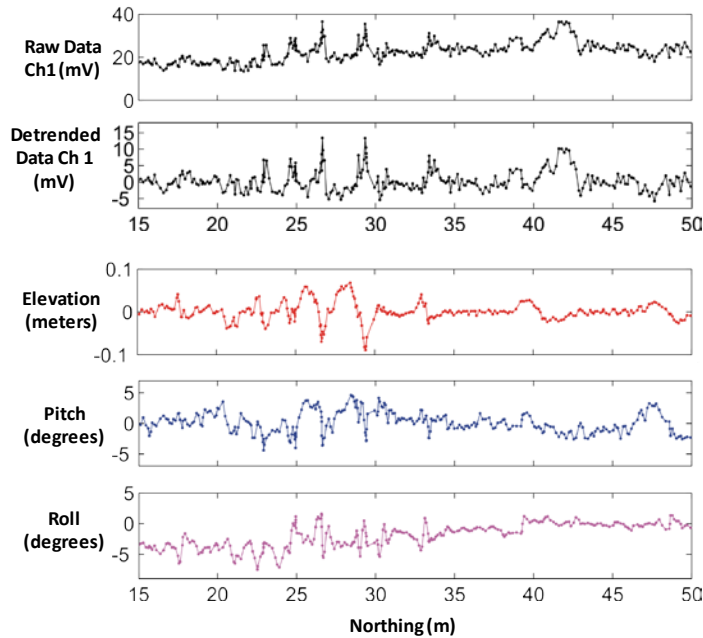 40
Raw Data
Ch1 (mV)
20
0
Detrended
Data Ch 1
(mV)
15
10
5
0
-5
15 20 25 30 35 40 45 50
0.1
Elevation
(meters)
0
-0.1
Pitch
(degrees)
5
0
-5
Roll
(degrees)
5
0
-5
15 20 25 30 35 40 45 50
Northing (m)